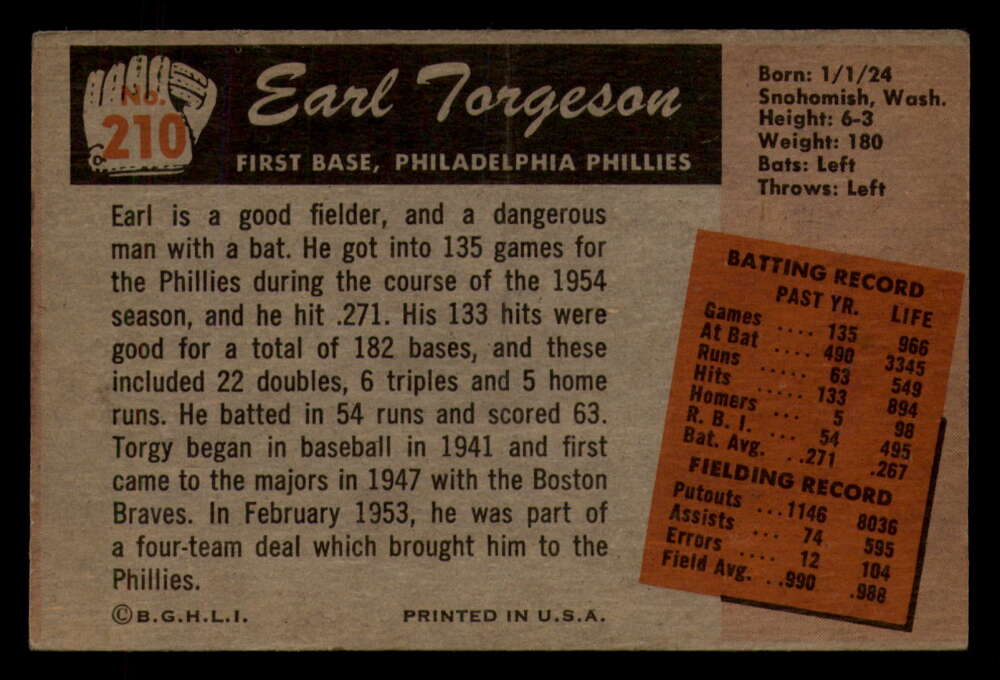 No.
210
Earl Torgeson
FIRST BASE, PHILADELPHIA PHILLIES
Born: 1/1/24
Snohomish, Wash.
Height: 6-3
Weight: 180
Bats: Left
Throws: Left
Earl is a good fielder, and a dangerous
man with a bat. He got into 135 games for
the Phillies during the course of the 1954
season, and he hit .271. His 133 hits were
good for a total of 182 bases, and these
included 22 doubles, 6 triples and 5 home
runs. He batted in 54 runs and scored 63.
Torgy began in baseball in 1941 and first
came to the majors in 1947 with the Boston
Braves. In February 1953, he was part of
a four-team deal which brought him to the
Phillies.
BATTING RECORD
PAST YR. LIFE
Games .... 135 966
At Bat .... 490 3345
Runs ..... 63 549
Hits ..... 133 894
Homers ... 5 98
R. B. I. ... 54 495
Bat. Avg. ..271 .267
FIELDING RECORD
Putouts ...1146 8036
Assists ... 74 595
Errors .... 12 104
Field Avg. ..990 .988
©B.G.H.L.I. PRINTED IN U.S.A.